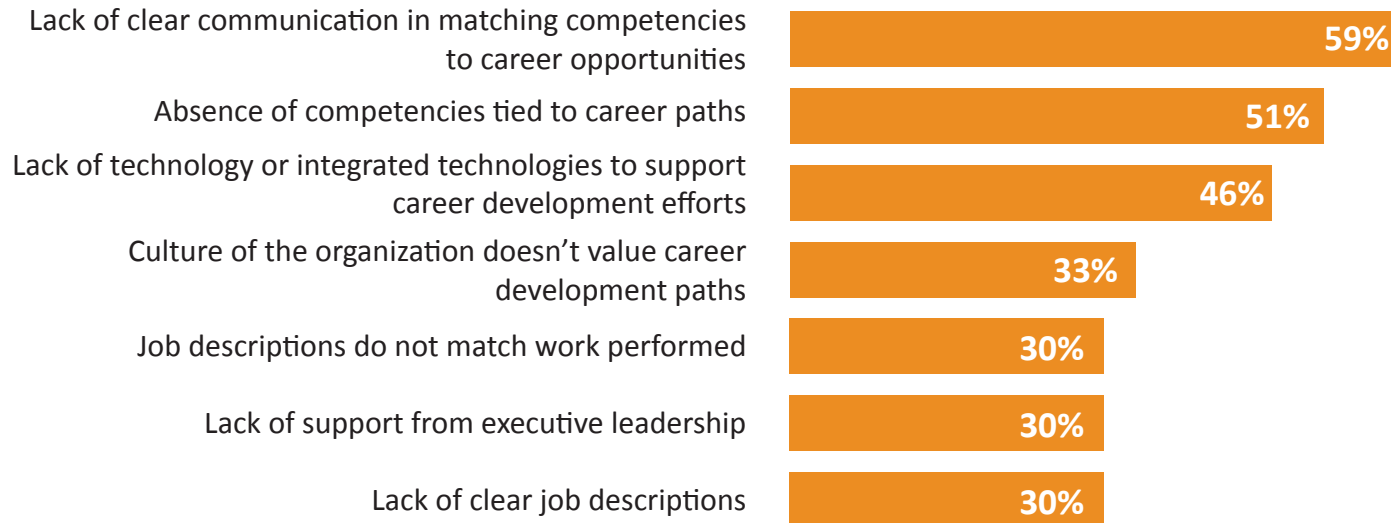 Lack of clear communication in matching competencies
to career opportunities
59%
Absence of competencies tied to career paths
51%
Lack of technology or integrated technologies to support
career development efforts
46%
Culture of the organization doesn’t value career
development paths
33%
Job descriptions do not match work performed
30%
Lack of support from executive leadership
30%
Lack of clear job descriptions
30%